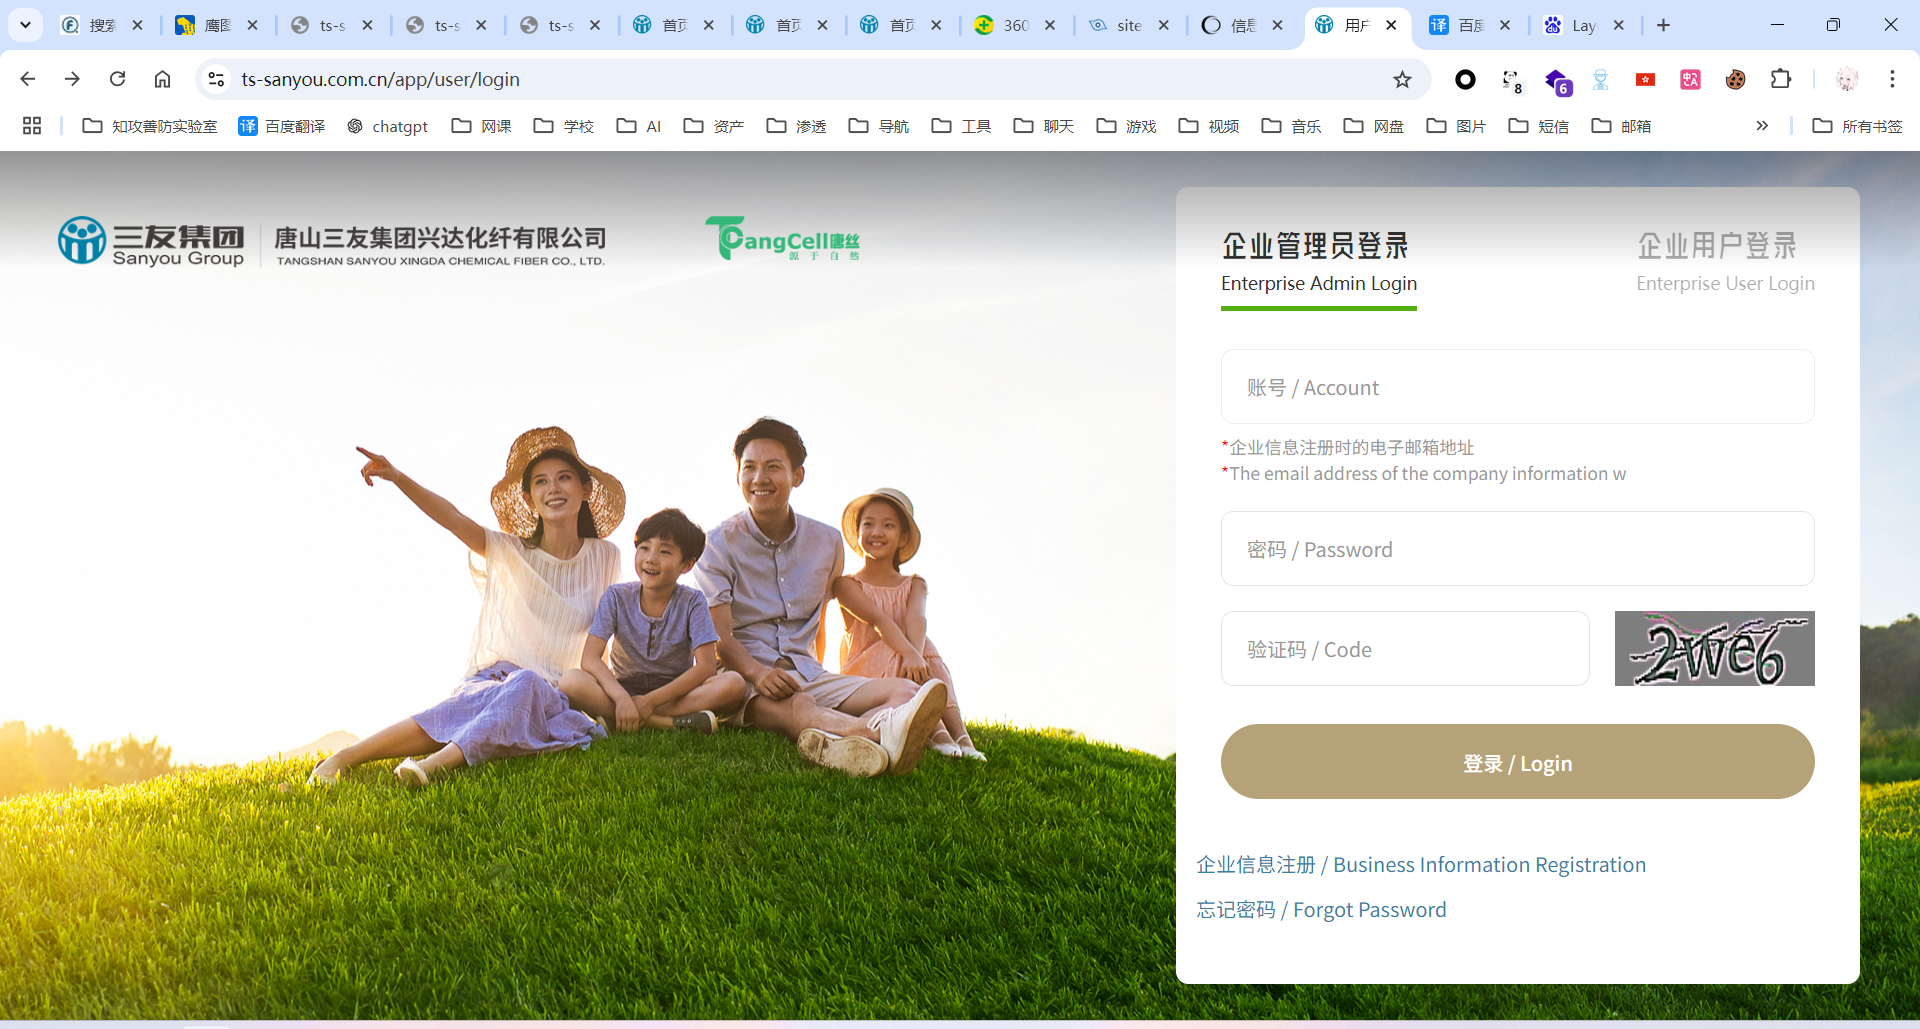 搜索
鹰图
ts-s
ts-s
ts-s
首页
首页
首页
360
site
信息
用户
百度
Lay
ts-sanyou.com.cn/app/user/login
8
6
知攻善防实验室
百度翻译
chatgpt
网课
学校
AI
资产
渗透
导航
工具
聊天
游戏
视频
音乐
网盘
图片
短信
邮箱
所有书签
三友集团
Sanyou Group
唐山三友集团兴达化纤有限公司
TANGSHAN SANYOU XINGDA CHEMICAL FIBER CO., LTD.
TangCell唐丝
源于自然
企业管理员登录
Enterprise Admin Login
企业用户登录
Enterprise User Login
账号 / Account
*企业信息注册时的电子邮箱地址
*The email address of the company information w
密码 / Password
验证码 / Code
2we6
登录 / Login
企业信息注册 / Business Information Registration
忘记密码 / Forgot Password